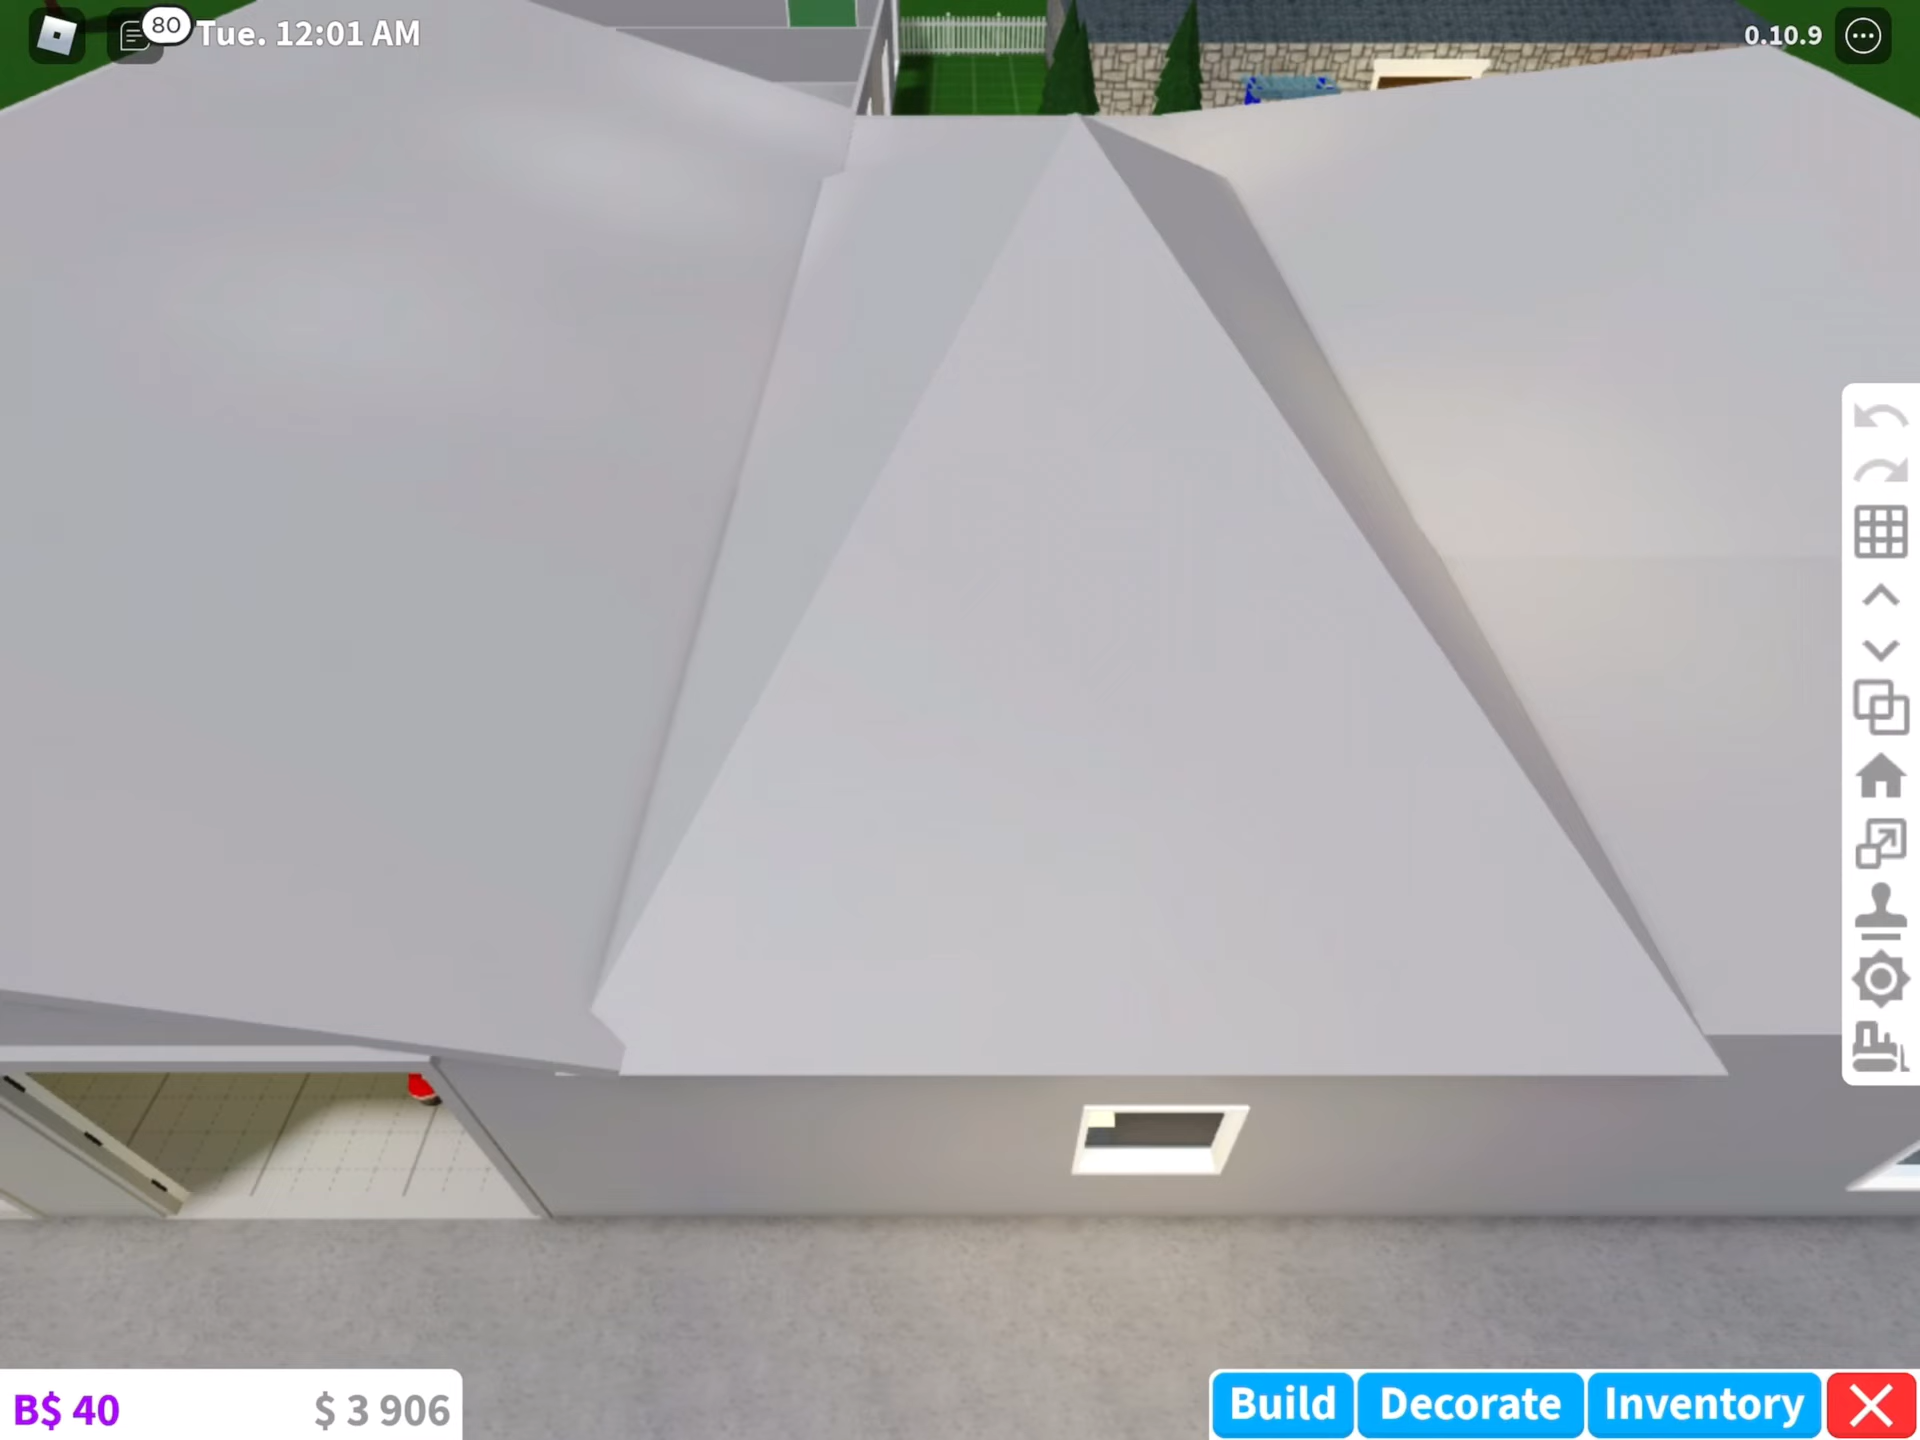 80
Tue. 12:01 AM
0.10.9
B$ 40
$ 3 906
Build
Decorate
Inventory